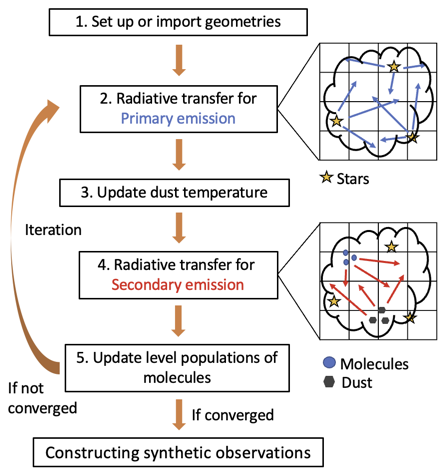 1. Set up or import geometries
2. Radiative transfer for
Primary emission
Stars
3. Update dust temperature
Iteration
4. Radiative transfer for
Secondary emission
5. Update level populations of
molecules
Molecules
Dust
If not
converged
If converged
Constructing synthetic observations